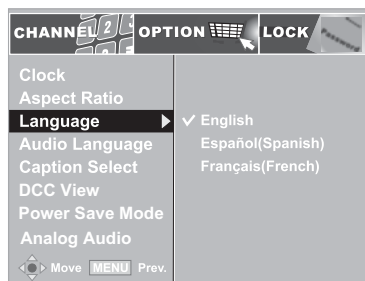 CHANNEL OPTION LOCK
Clock
Aspect Ratio
Language
Audio Language
Caption Select
DCC View
Power Save Mode
Analog Audio
English
Español(Spanish)
Français(French)
Move MENU Prev.